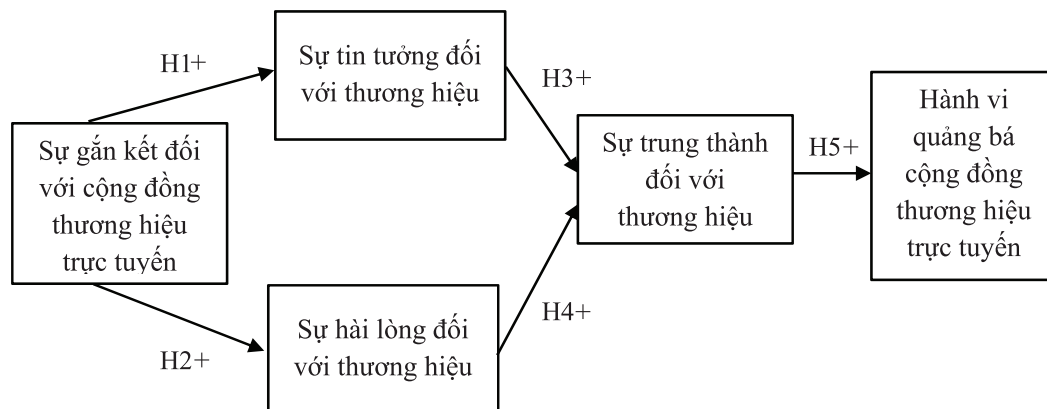 H1+
Sự tin tưởng đối
với thương hiệu
H3+
Sự gắn kết đối
với cộng đồng
thương hiệu
trực tuyến
Sự trung thành
đối với
thương hiệu
H5+
Hành vi
quảng bá
cộng đồng
thương hiệu
trực tuyến
H2+
Sự hài lòng đối
với thương hiệu
H4+